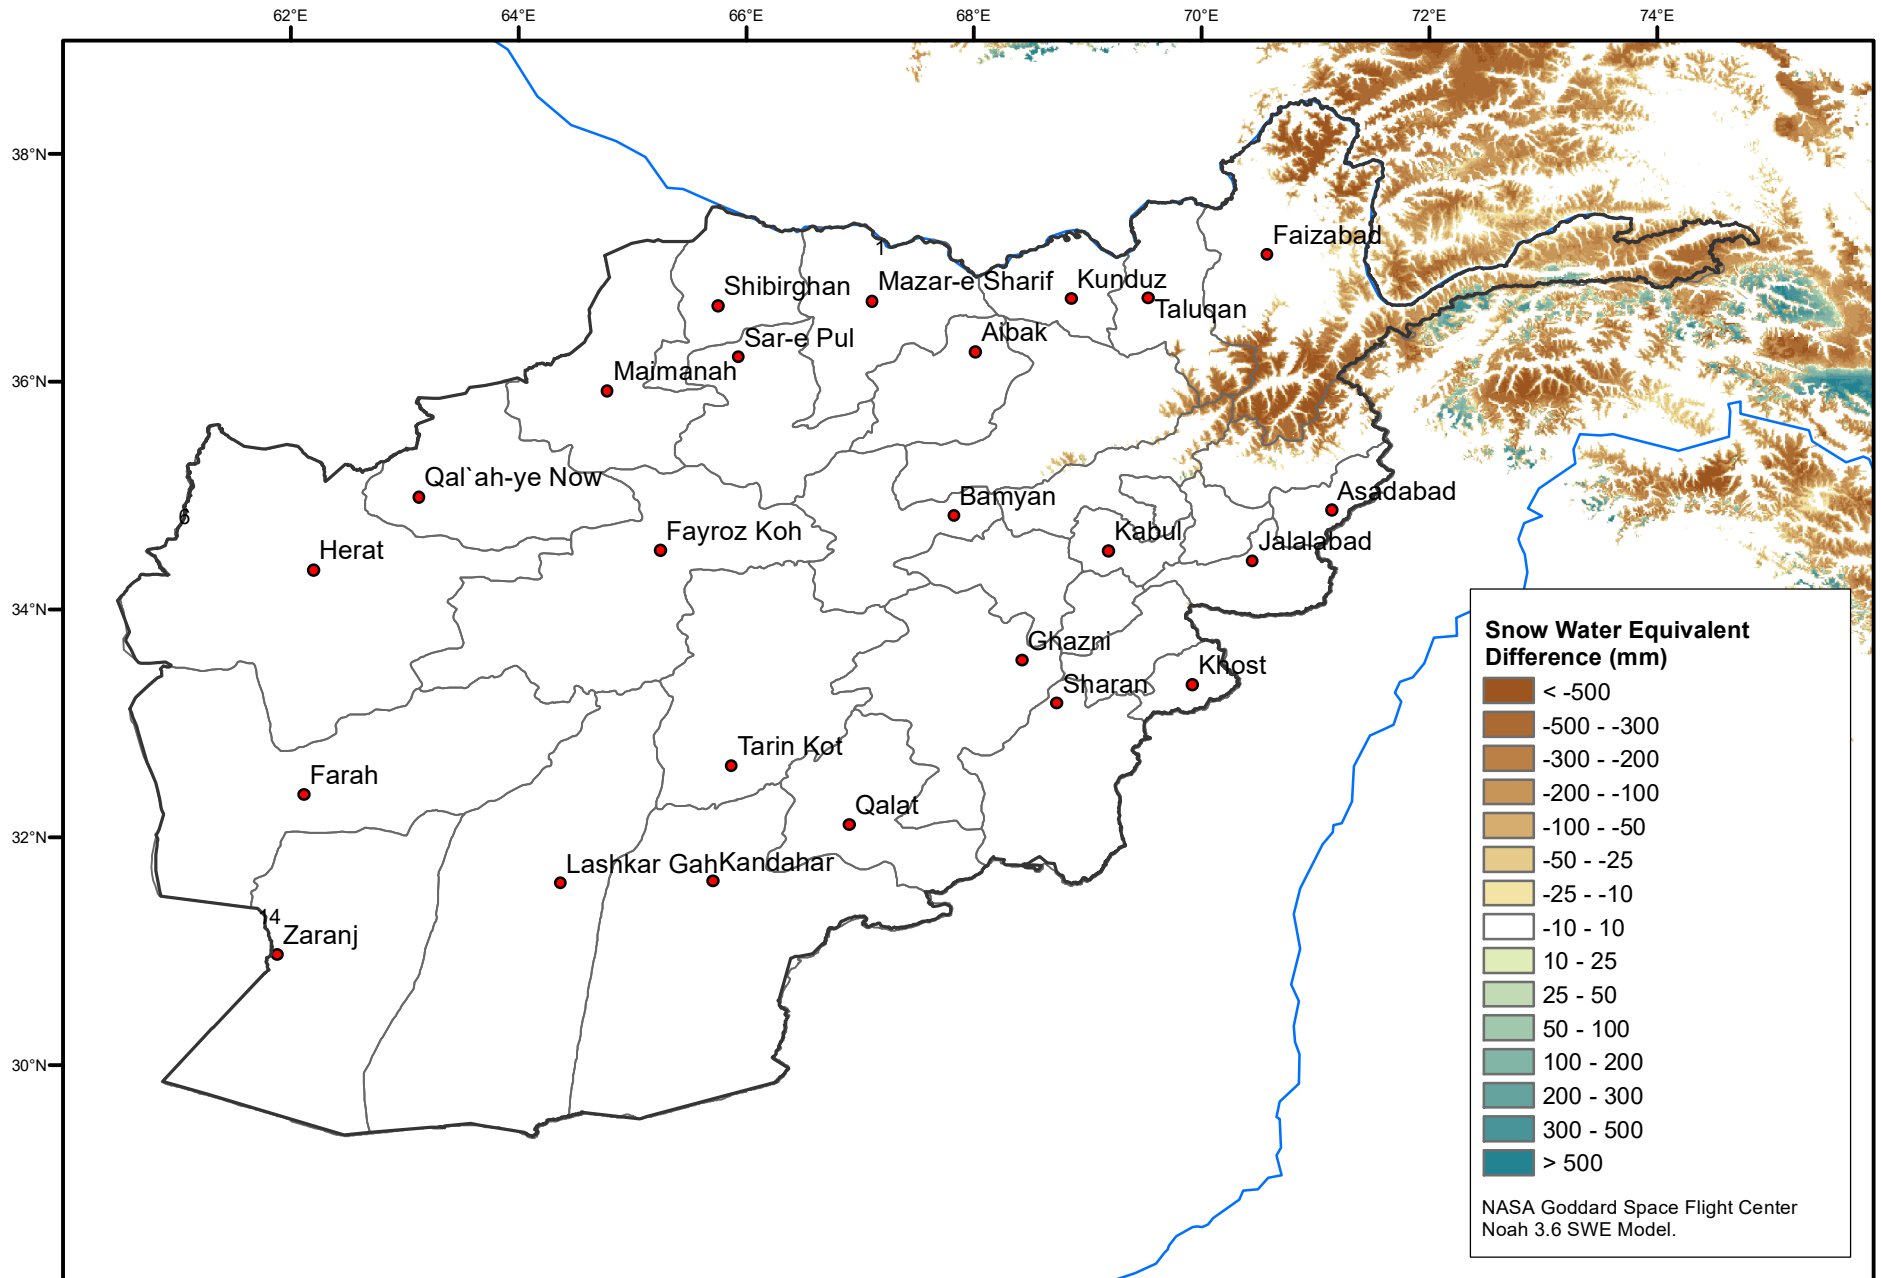 62°E
64°E
66°E
68°E
70°E
72°E
74°E
38°N
36°N
34°N
32°N
30°N
1
6
14
Faizabad
Shibirghan
Mazar-e Sharif
Kunduz
Taluqan
Sar-e Pul
Aibak
Maimanah
Qal`ah-ye Now
Bamyan
Asadabad
Herat
Fayroz Koh
Kabul
Jalalabad
Ghazni
Khost
Sharan
Tarin Kot
Farah
Qalat
Lashkar Gah
Kandahar
Zaranj
Snow Water Equivalent
Difference (mm)
< -500
-500 - -300
-300 - -200
-200 - -100
-100 - -50
-50 - -25
-25 - -10
-10 - 10
10 - 25
25 - 50
50 - 100
100 - 200
200 - 300
300 - 500
> 500
NASA Goddard Space Flight Center
Noah 3.6 SWE Model.